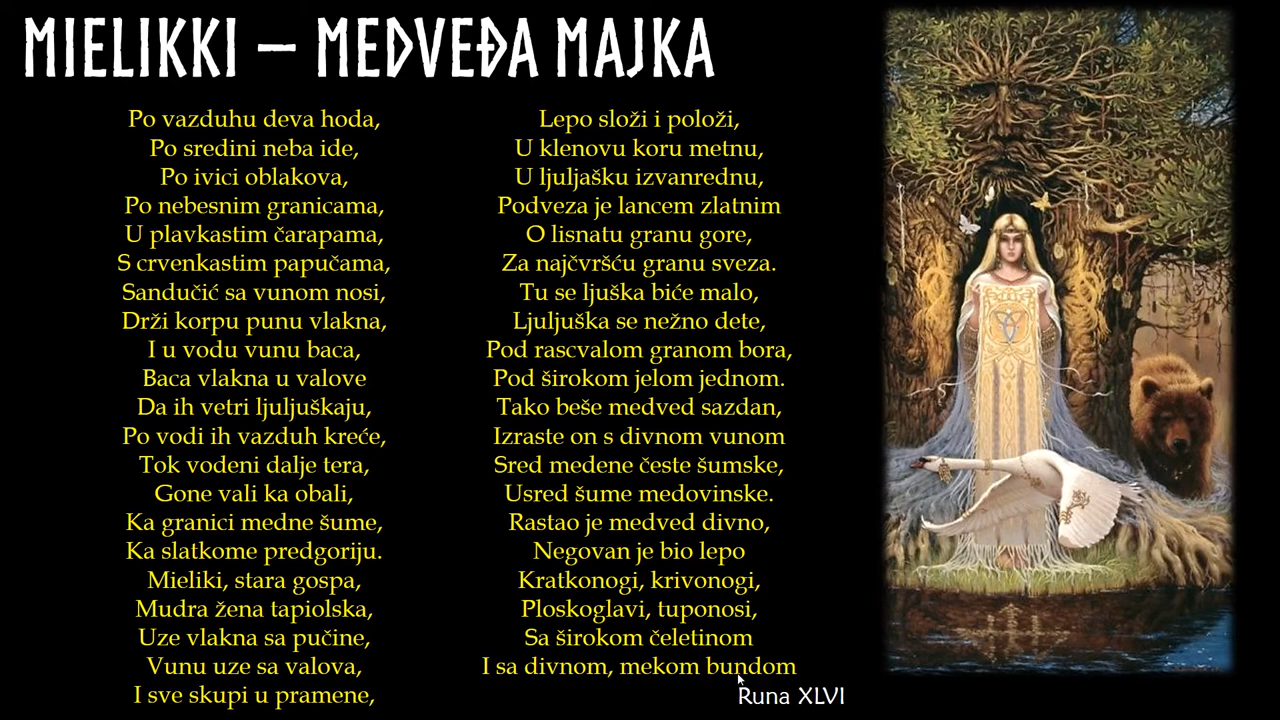 MIELIKKI – MEDVEĐA MAJKA
Po vazduhu deva hoda,
Po sredini neba ide,
Po ivici oblakova,
Po nebesnim granicama,
U plavkastim čarapama,
S crvenkastim papučama,
Sandučić sa vunom nosi,
Drži korpu punu vlakna,
I u vodu vunu baca,
Baca vlakna u valove
Da ih vetri ljuljuškaju,
Po vodi ih vazduh kreće,
Tok vodeni dalje tera,
Gone vali ka obali,
Ka granici medne šume,
Ka slatkome predgoriju.
Mieliki, stara gospa,
Mudra žena tapiolska,
Uze vlakna sa pučine,
Vunu uze sa valova,
I sve skupi u pramene,
Lepo složi i položi,
U klenovu koru metnu,
U ljuljašku izvanrednu,
Podveza je lancem zlatnim
O lisnatu granu gore,
Za najčvršću granu sveza.
Tu se ljuška biće malo,
Ljuljuška se nežno dete,
Pod rascvalom granom bora,
Pod širokom jelom jednom.
Tako beše medved sazdan,
Izraste on s divnom vunom
Sred medene česte šumske,
Usred šume medovinske.
Rastao je medved divno,
Negovan je bio lepo
Kratkonogi, krivonogi,
Ploskoglavi, tuponosi,
Sa širokom čeletinom
I sa divnom, mekom bundom
Runa XLVI